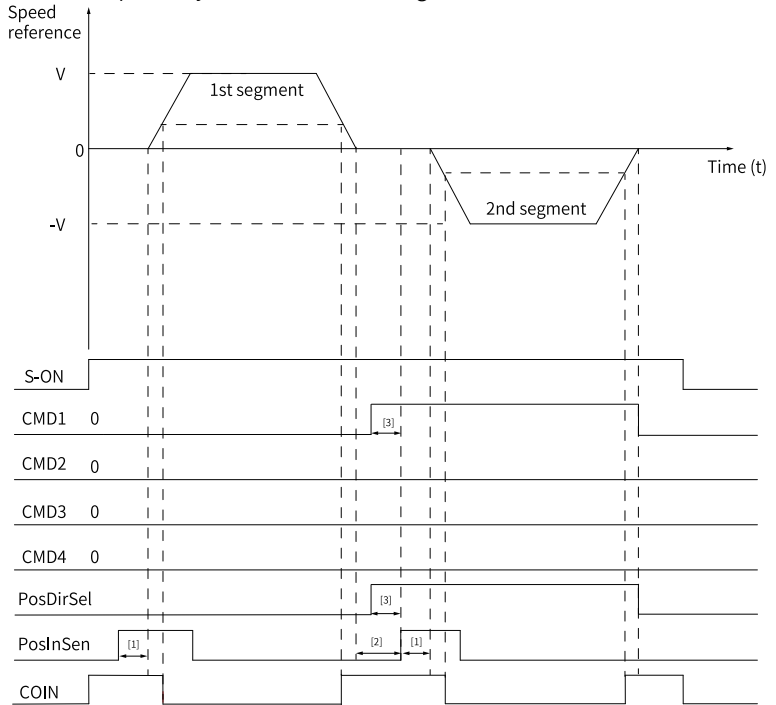 Speed
reference
V
1st segment
0
Time (t)
2nd segment
-V
S-ON
CMD1 0
[3]
CMD2 0
CMD3 0
CMD4 0
PosDirSel
[3]
PosInSen
[1]
[2]
[1]
COIN